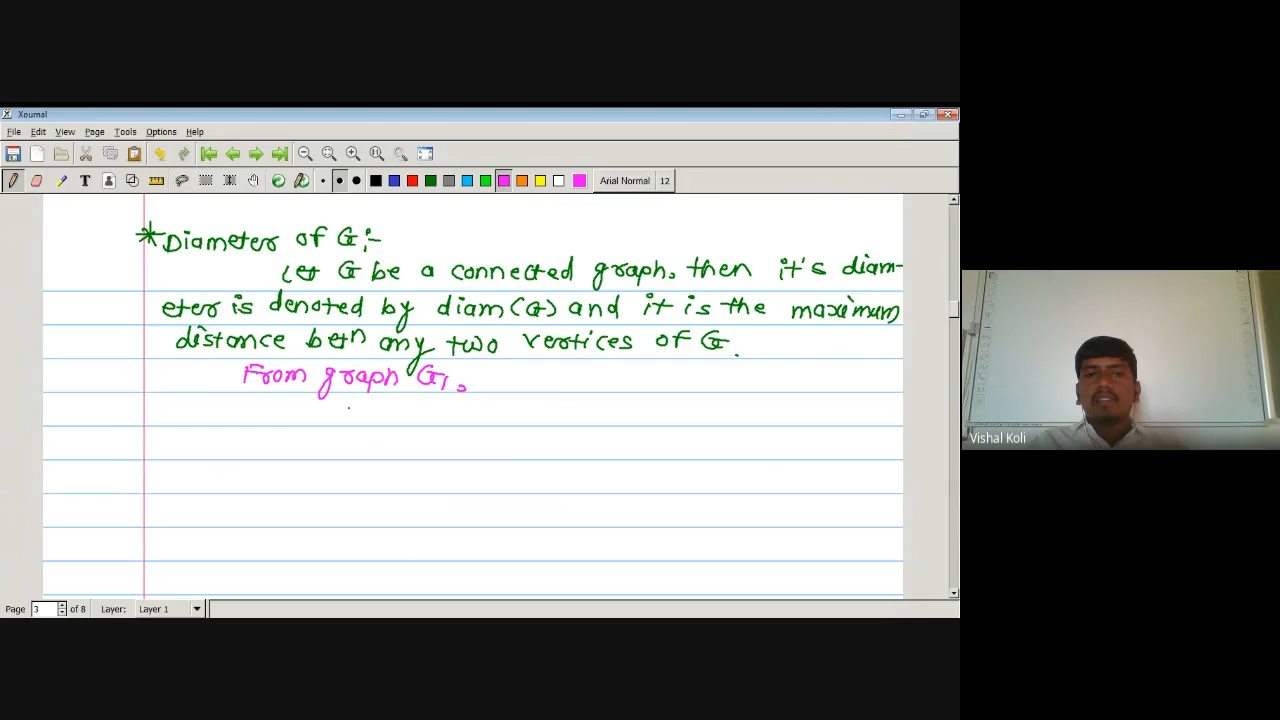 Xournal
File Edit View Page Tools Options Help
Arial Normal 12
*Diameter of G:-
Let G be a connected graph, then it's diam-
eter is denoted by diam(G) and it is the maximum
distance betn any two vertices of G.
From graph G1,
Vishal Koli
Page 3 of 8 Layer: Layer 1